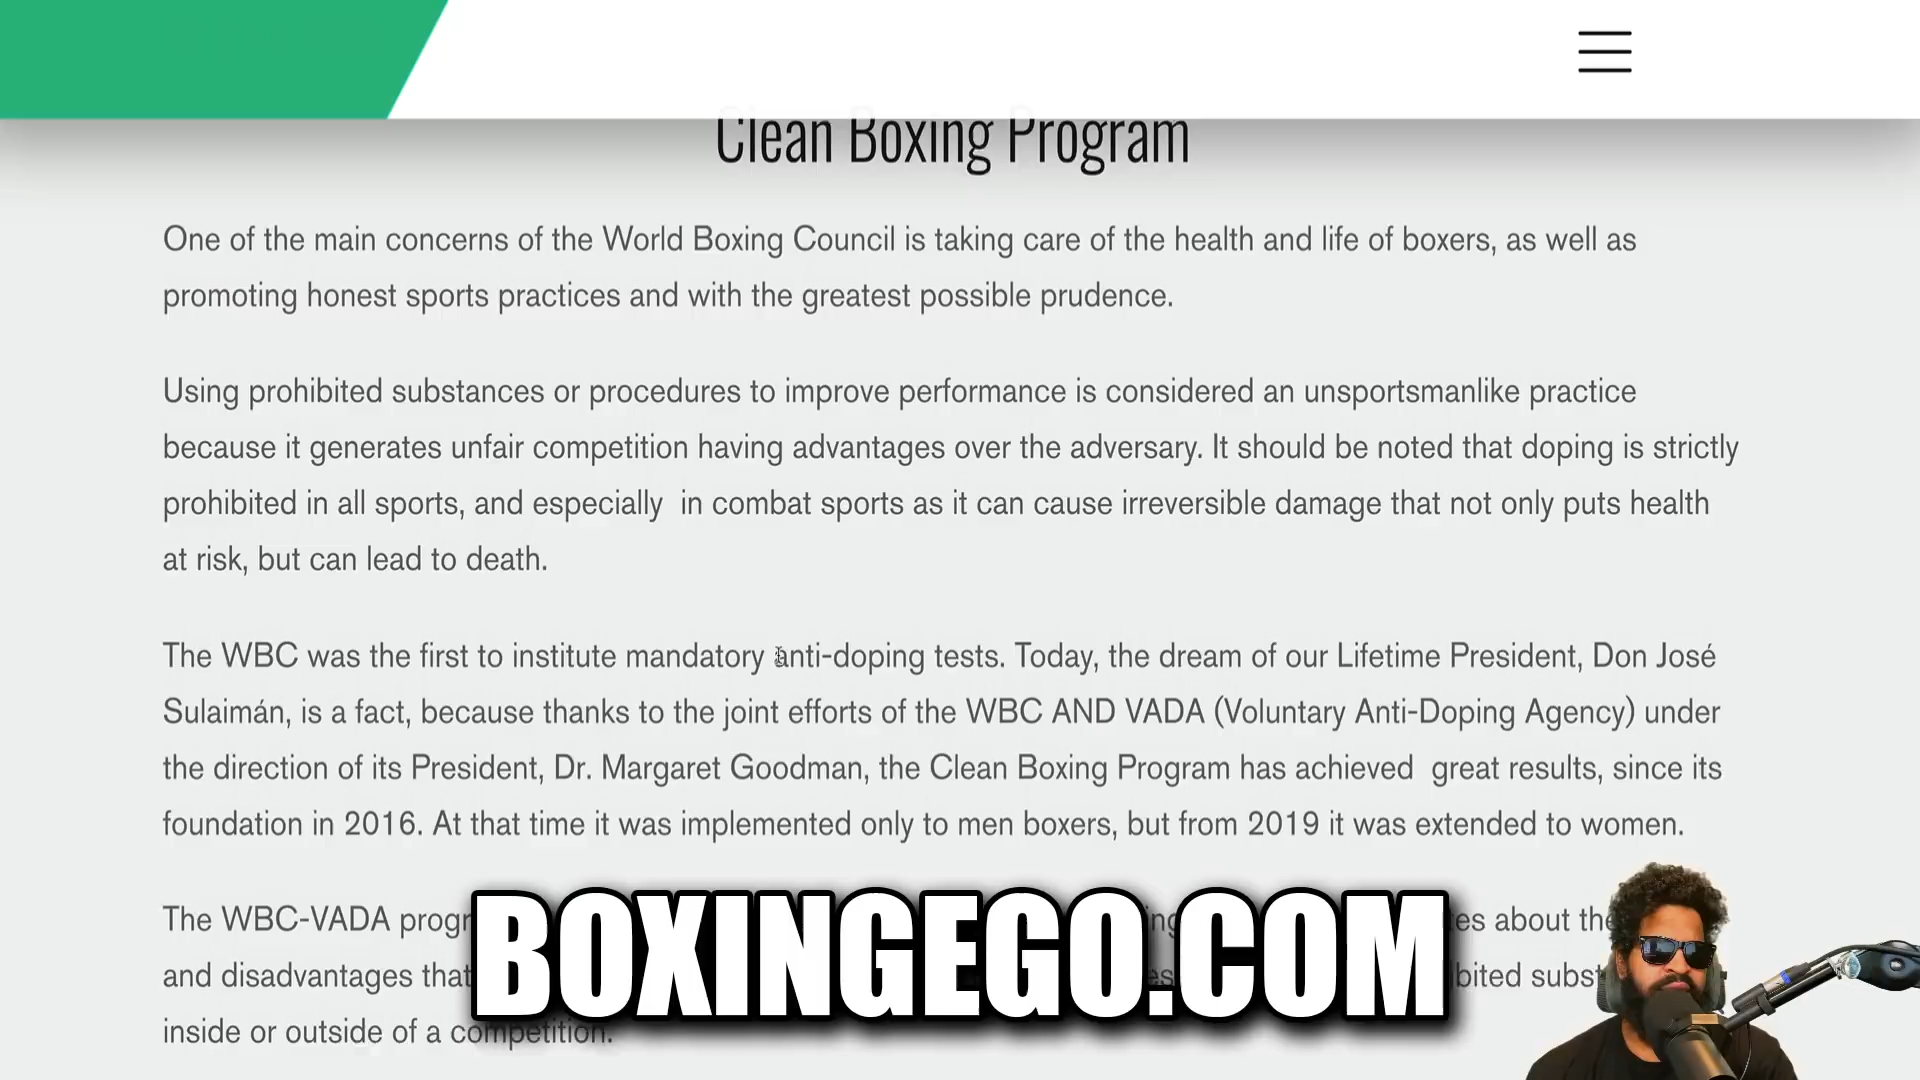 Clean Boxing Program
One of the main concerns of the World Boxing Council is taking care of the health and life of boxers, as well as
promoting honest sports practices and with the greatest possible prudence.
Using prohibited substances or procedures to improve performance is considered an unsportsmanlike practice
because it generates unfair competition having advantages over the adversary. It should be noted that doping is strictly
prohibited in all sports, and especially in combat sports as it can cause irreversible damage that not only puts health
at risk, but can lead to death.
The WBC was the first to institute mandatory anti-doping tests. Today, the dream of our Lifetime President, Don José
Sulaimán, is a fact, because thanks to the joint efforts of the WBC AND VADA (Voluntary Anti-Doping Agency) under
the direction of its President, Dr. Margaret Goodman, the Clean Boxing Program has achieved great results, since its
foundation in 2016. At that time it was implemented only to men boxers, but from 2019 it was extended to women.
The WBC-VADA about the
and disadvantages that
inside or outside of a competition.
BOXINGEGO.COM